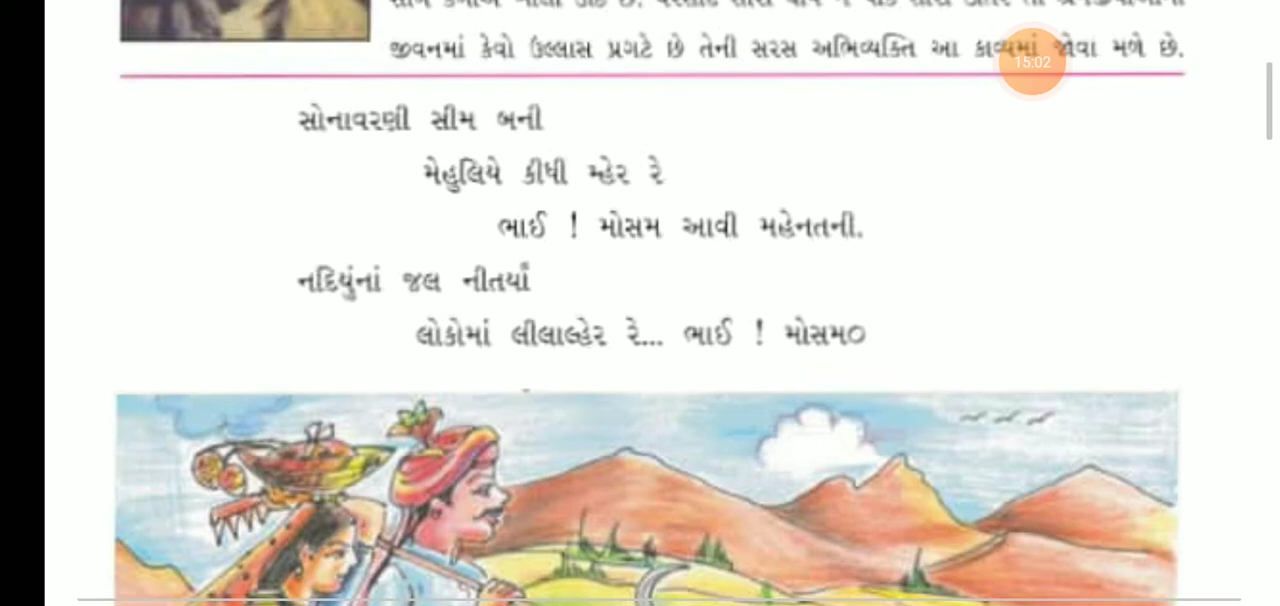 જીવનમાં કેવો ઉલ્લાસ પ્રગટે છે તેની સરસ અભિવ્યક્તિ આ કાવ્યમાં જોવા મળે છે.
15:02
સોનાવરણી સીમ બની
મેહુલિયે કીધી મ્હેર રે
ભાઈ ! મોસમ આવી મહેનતની.
નદિયુંનાં જલ નીતર્યાં
લોકોમાં લીલાલ્હેર રે... ભાઈ ! મોસમ૦